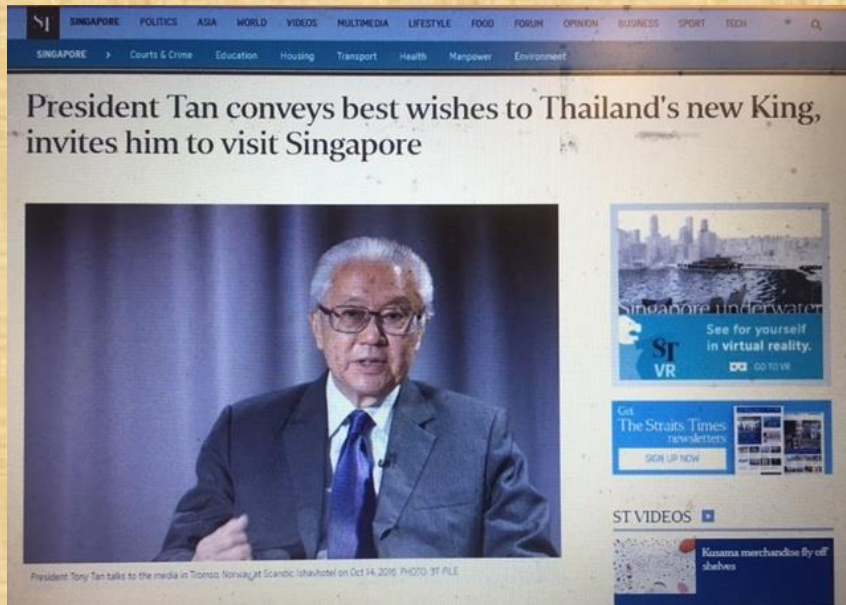 ST SINGAPORE POLITICS ASIA WORLD VIDEOS MULTIMEDIA LIFESTYLE FOOD FORUM OPINION BUSINESS SPORT TECH
SINGAPORE > Courts & Crime Education Housing Transport Health Manpower Environment
President Tan conveys best wishes to Thailand's new King,
invites him to visit Singapore
President Tony Tan talks to the media in Tromso, Norway, at Scandic Ishavhotel on Oct 14, 2016. PHOTO: ST FILE
Singapore underwater
See for yourself
in virtual reality.
ST
VR
GO TO VR
Get
The Straits Times
newsletters
SIGN UP NOW
ST VIDEOS
Kusama merchandise fly off
shelves